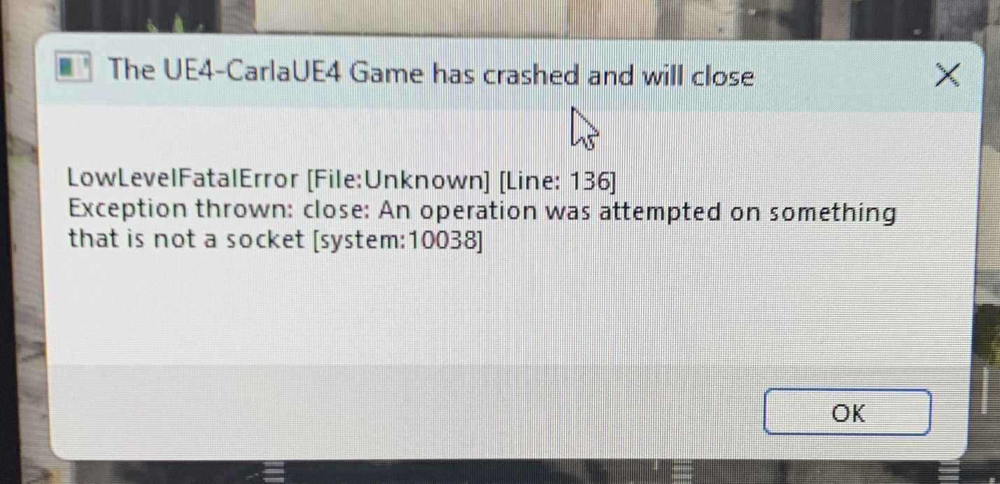 The UE4-CarlaUE4 Game has crashed and will close
LowLevelFatalError [File:Unknown] [Line: 136]
Exception thrown: close: An operation was attempted on something
that is not a socket [system:10038]
OK